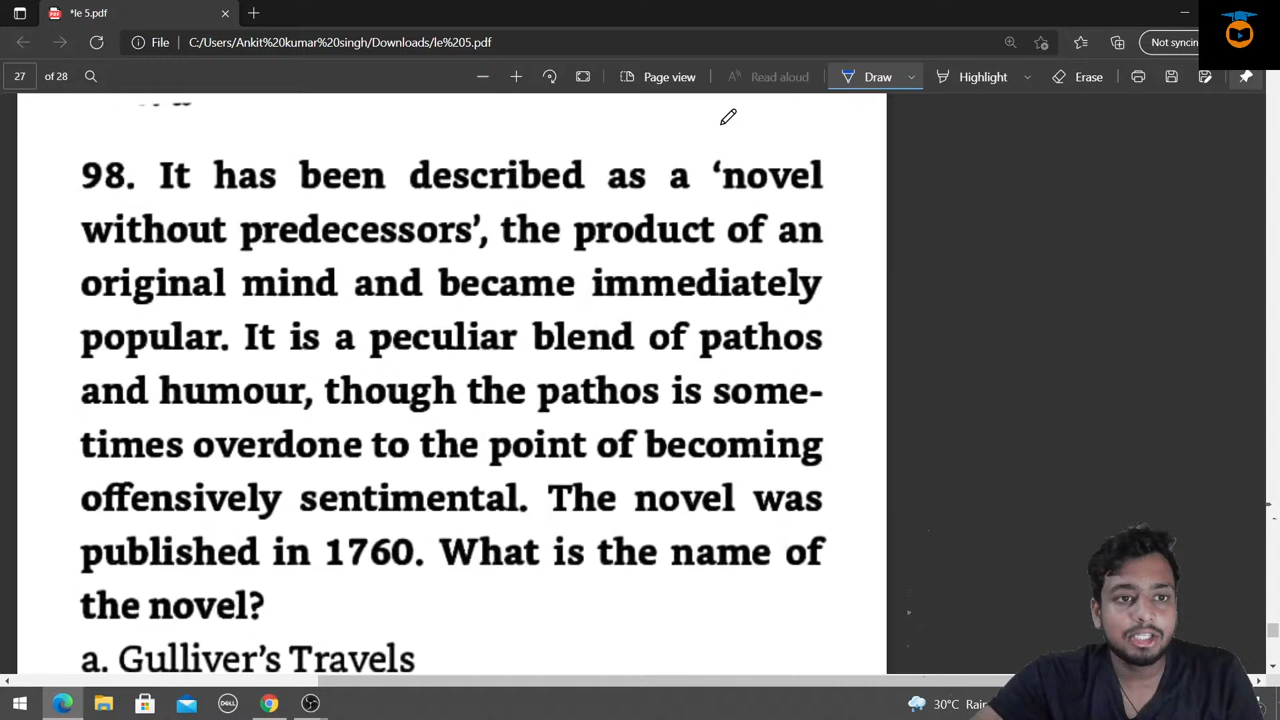 *le 5.pdf
File
C:/Users/Ankit%20kumar%20singh/Downloads/le%205.pdf
Not syncin
27 of 28
Page view
Read aloud
Draw
Highlight
Erase
98. It has been described as a ‘novel
without predecessors’, the product of an
original mind and became immediately
popular. It is a peculiar blend of pathos
and humour, though the pathos is some-
times overdone to the point of becoming
offensively sentimental. The novel was
published in 1760. What is the name of
the novel?
a. Gulliver’s Travels
DELL
30°C Rain